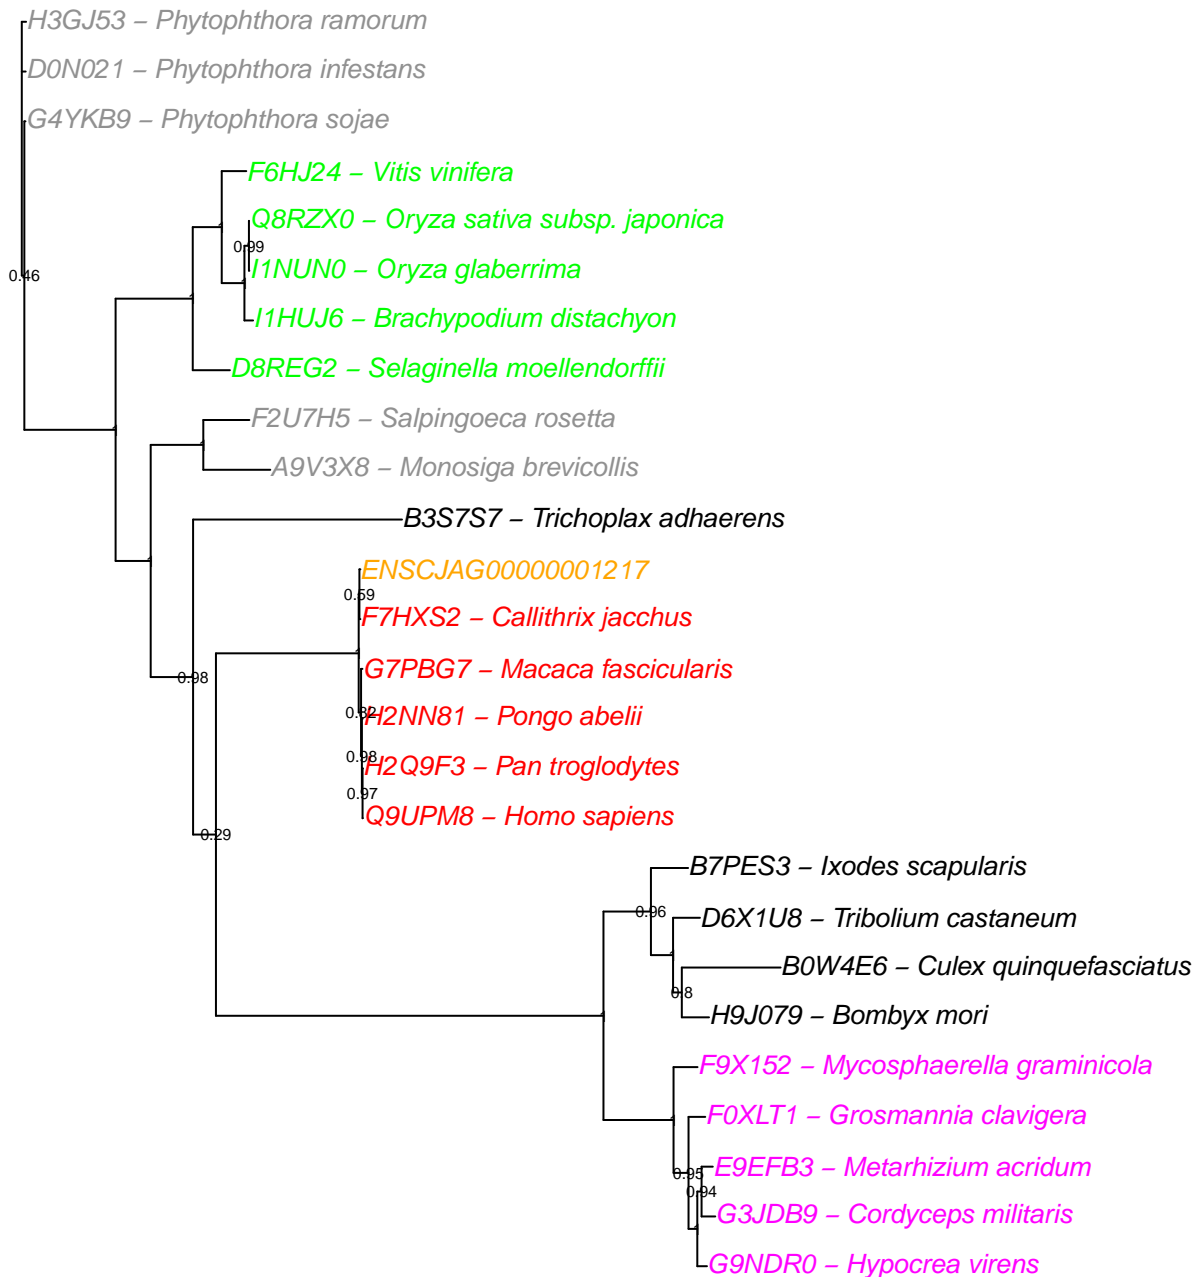 H3GJ53 – Phytophthora ramorum
D0N021 – Phytophthora infestans
G4YKB9 – Phytophthora sojae
F6HJ24 – Vitis vinifera
Q8RZX0 – Oryza sativa subsp. japonica
0.99
I1NUN0 – Oryza glaberrima
0.46
I1HUJ6 – Brachypodium distachyon
D8REG2 – Selaginella moellendorffii
F2U7H5 – Salpingoeca rosetta
A9V3X8 – Monosiga brevicollis
B3S7S7 – Trichoplax adhaerens
ENSCJAG00000001217
0.59
F7HXS2 – Callithrix jacchus
G7PBG7 – Macaca fascicularis
0.98
0.82
H2NN81 – Pongo abelii
0.98
H2Q9F3 – Pan troglodytes
0.97
Q9UPM8 – Homo sapiens
0.29
B7PES3 – Ixodes scapularis
0.96
D6X1U8 – Tribolium castaneum
B0W4E6 – Culex quinquefasciatus
0.8
H9J079 – Bombyx mori
F9X152 – Mycosphaerella graminicola
F0XLT1 – Grosmannia clavigera
0.95
E9EFB3 – Metarhizium acridum
0.94
G3JDB9 – Cordyceps militaris
G9NDR0 – Hypocrea virens